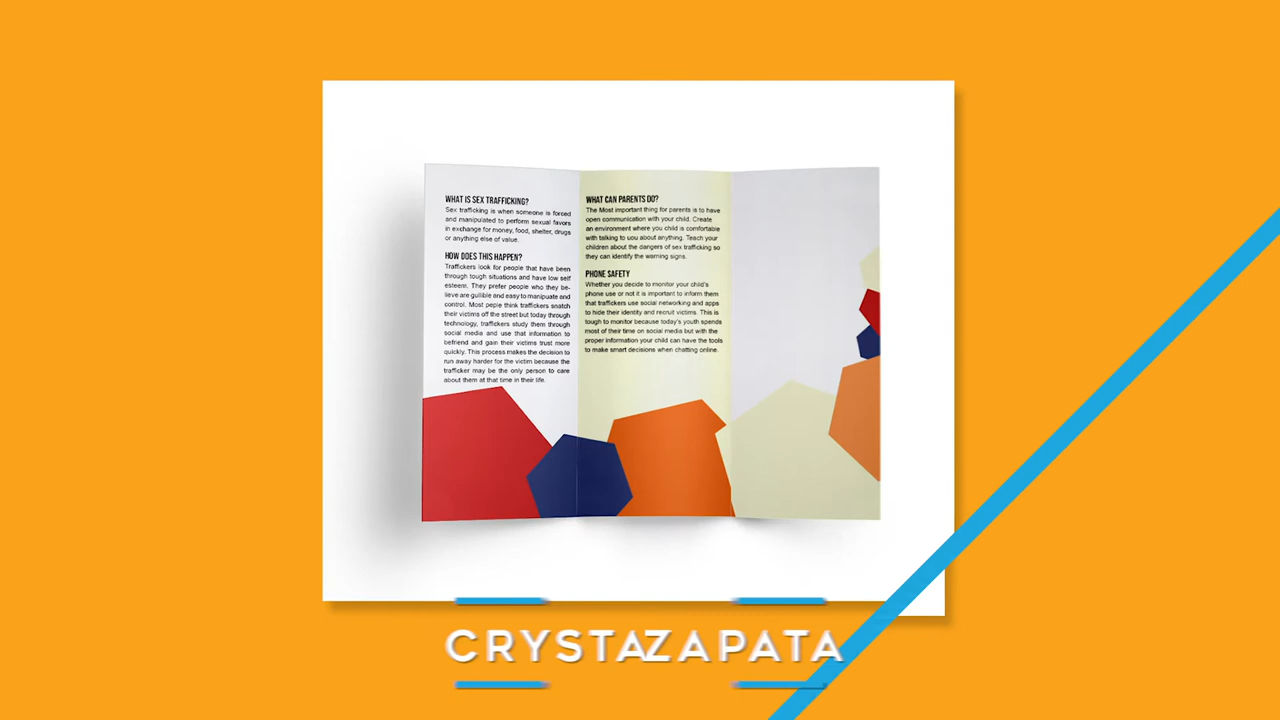 WHAT IS SEX TRAFFICKING?
Sex trafficking is when someone is forced
and manipulated to perform sexual favors
in exchange for money, food, shelter, drugs
or anything else of value.
HOW DOES THIS HAPPEN?
Traffickers look for people that have been
through tough situations and have low self
esteem. They prefer people who they be-
lieve are gullible and easy to manipuate and
control. Most peple think traffickers snatch
their victims off the street but today through
technology, traffickers study them through
social media and use that information to
befriend and gain their victims trust more
quickly. This process makes the decision to
run away harder for the victim because the
trafficker may be the only person to care
about them at that time in their life.
WHAT CAN PARENTS DO?
The Most important thing for parents is to have
open communication with your child. Create
an environment where you child is comfortable
with talking to you about anything. Teach your
children about the dangers of sex trafficking so
they can identify the warning signs.
PHONE SAFETY
Whether you decide to monitor your child's
phone use or not it is important to inform them
that traffickers use social networking and apps
to hide their identity and recruit victims. This is
tough to monitor because today's youth spends
most of their time on social media but with the
proper information your child can have the tools
to make smart decisions when chatting online.
CRYSTAZAPATA